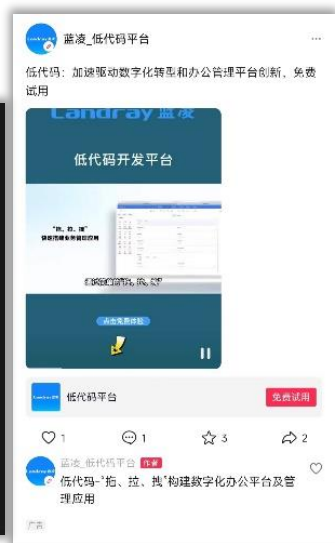 蓝凌_低代码平台
低代码：加速驱动数字化转型和办公管理平台创新，免费
试用
Landray 蓝凌
低代码开发平台
"拖、拉、拽"
点击免费体验
低代码平台
免费试用
1
1
3
2
蓝凌_低代码平台 作者
低代码-"拖、拉、拽"构建数字化办公平台及管
理应用
广告